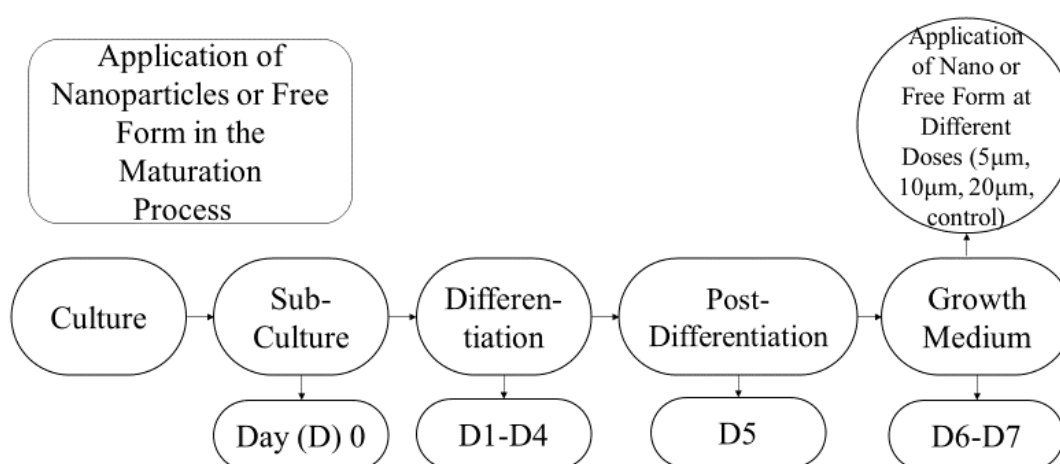 Application of
Nanoparticles or Free
Form in the
Maturation
Process
Application
of Nano or
Free Form at
Different
Doses (5μm,
10μm, 20μm,
control)
Culture
Sub-
Culture
Differen-
tiation
Post-
Differentiation
Growth
Medium
Day (D) 0
D1-D4
D5
D6-D7